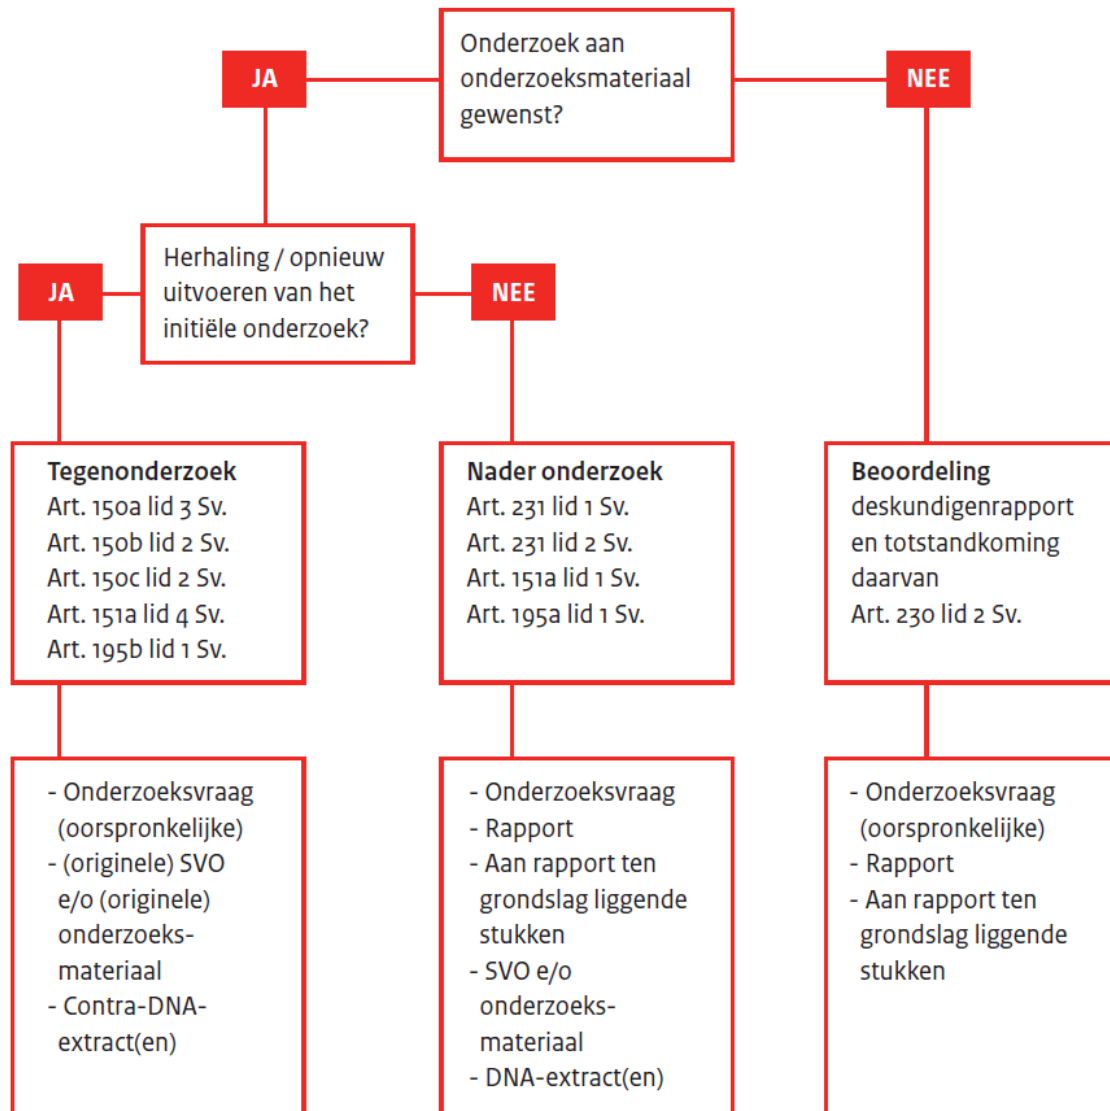 Onderzoek aan
onderzoeksmateriaal
gewenst?
JA
NEE
Herhaling / opnieuw
uitvoeren van het
initiële onderzoek?
JA
NEE
Tegenonderzoek
Art. 150a lid 3 Sv.
Art. 150b lid 2 Sv.
Art. 150c lid 2 Sv.
Art. 151a lid 4 Sv.
Art. 195b lid 1 Sv.
Nader onderzoek
Art. 231 lid 1 Sv.
Art. 231 lid 2 Sv.
Art. 151a lid 1 Sv.
Art. 195a lid 1 Sv.
Beoordeling
deskundigenrapport
en totstandkoming
daarvan
Art. 230 lid 2 Sv.
- Onderzoeksvraag
(oorspronkelijke)
- (originele) SVO
e/o (originele)
onderzoeks-
materiaal
- Contra-DNA-
extract(en)
- Onderzoeksvraag
- Rapport
- Aan rapport ten
grondslag liggende
stukken
- SVO e/o
onderzoeks-
materiaal
- DNA-extract(en)
- Onderzoeksvraag
(oorspronkelijke)
- Rapport
- Aan rapport ten
grondslag liggende
stukken